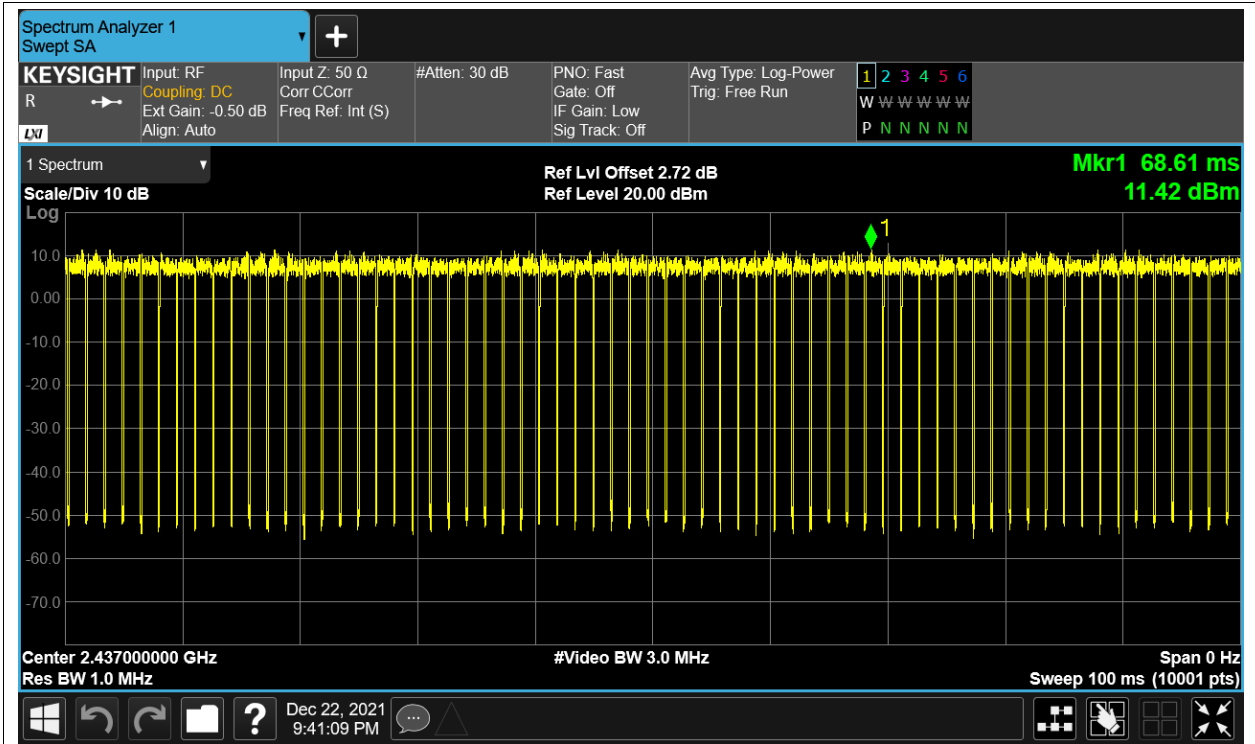 Spectrum Analyzer 1
Swept SA
+
KEYSIGHT
R
LXI
Input: RF
Coupling: DC
Ext Gain: -0.50 dB
Align: Auto
Input Z: 50 Ω
Corr CCorr
Freq Ref: Int (S)
#Atten: 30 dB
PNO: Fast
Gate: Off
IF Gain: Low
Sig Track: Off
Avg Type: Log-Power
Trig: Free Run
1 2 3 4 5 6
W W W W W W
P N N N N N
1 Spectrum
Scale/Div 10 dB
Ref Lvl Offset 2.72 dB
Ref Level 20.00 dBm
Mkr1 68.61 ms
11.42 dBm
Log
1
10.0
0.00
-10.0
-20.0
-30.0
-40.0
-50.0
-60.0
-70.0
Center 2.437000000 GHz
Res BW 1.0 MHz
#Video BW 3.0 MHz
Span 0 Hz
Sweep 100 ms (10001 pts)
?
Dec 22, 2021
9:41:09 PM